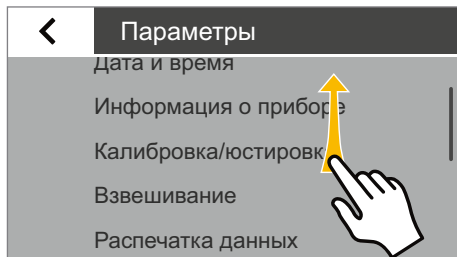 Параметры
Дата и время
Информация о приборе
Калибровка/юстировка
Взвешивание
Распечатка данных